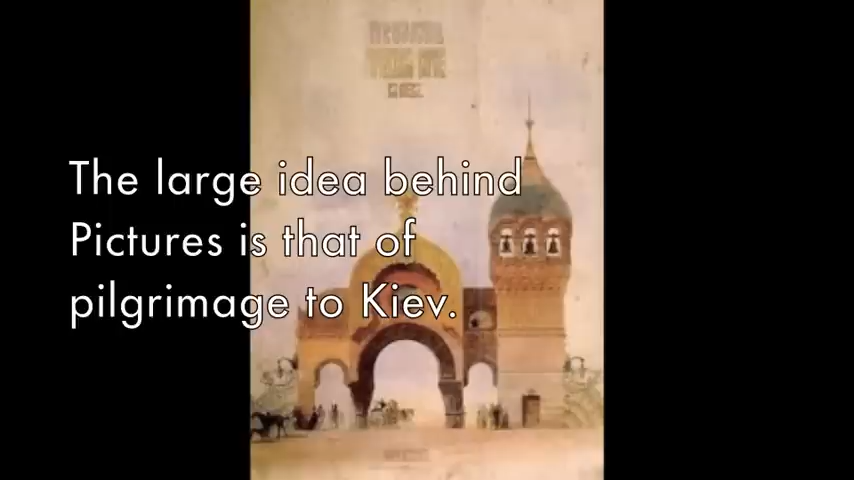 The large idea behind
Pictures is that of
pilgrimage to Kiev.